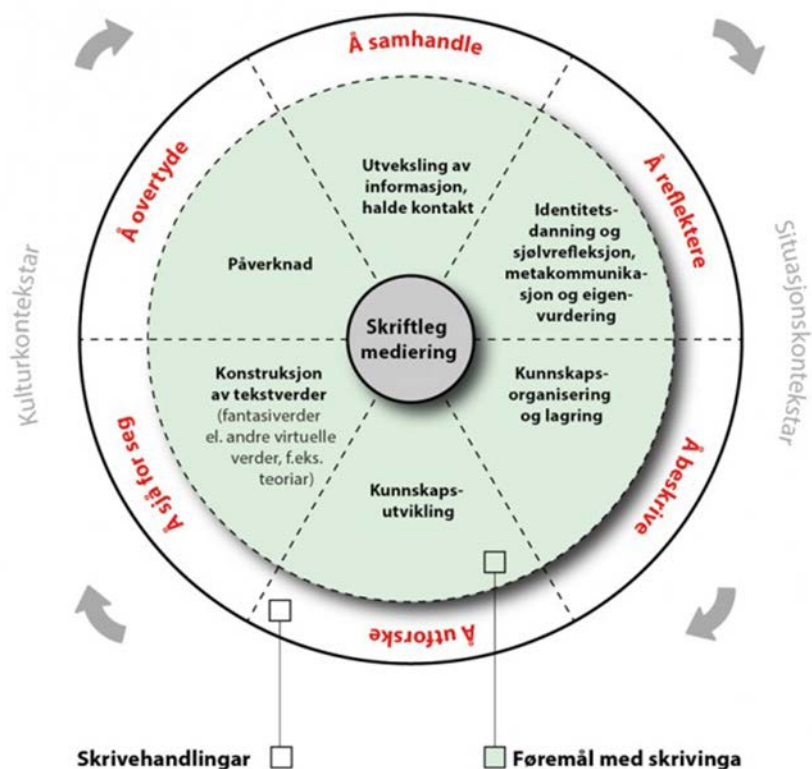 Å samhandle
Å overtyde
Å reflektere
Utveksling av
informasjon,
halde kontakt
Identitets-
danning og
sjølvrefleksjon,
metakommunika-
sjon og eigen-
vurdering
Påverknad
Kulturkontekstar
Situasjonskontekstar
Skriftleg
mediering
Konstruksjon
av tekstverder
(fantasiverder
el. andre virtuelle
verder, f.eks.
teoriar)
Kunnskaps-
organisering
og lagring
Kunnskaps-
utvikling
Å sjå for seg
Å beskrive
Å utforske
Skrivehandlingar
Føremål med skrivinga